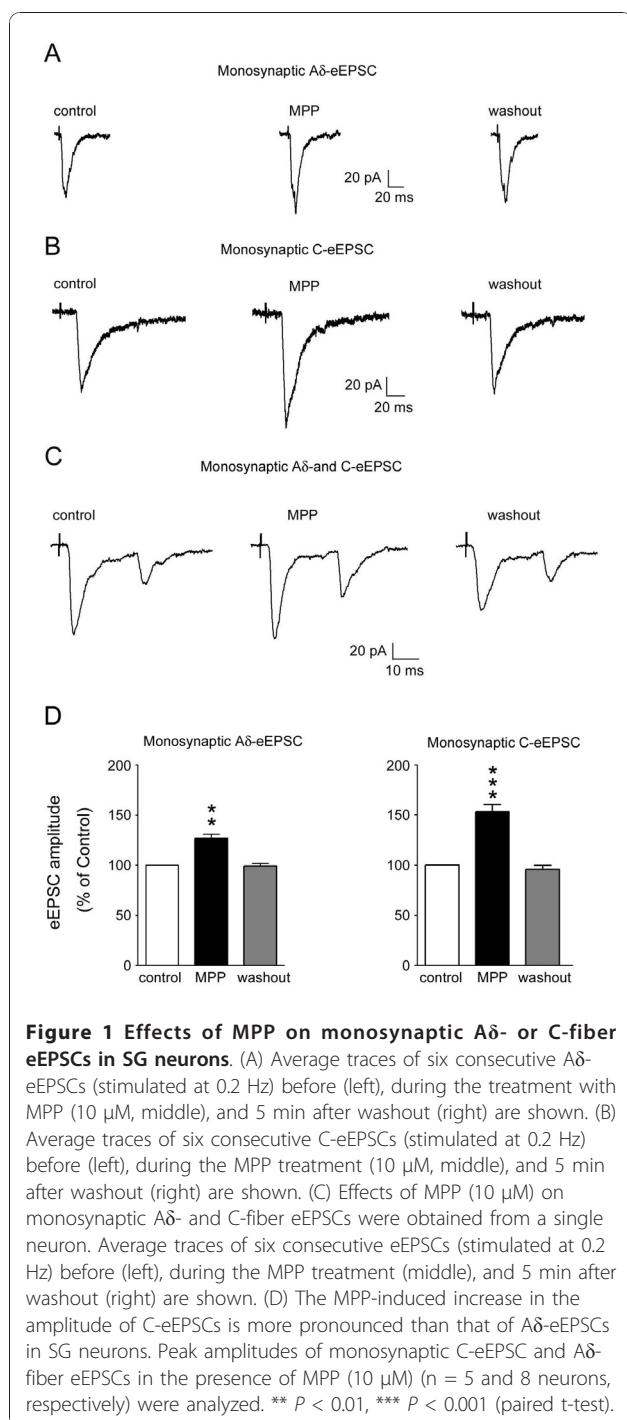 A
Monosynaptic Aδ-eEPSC
control MPP washout
20 pA
20 ms
B
Monosynaptic C-eEPSC
control MPP washout
20 pA
20 ms
C
Monosynaptic Aδ-and C-eEPSC
control MPP washout
20 pA
10 ms
D
Monosynaptic Aδ-eEPSC
eEPSC amplitude
(% of Control)
200
150
100
50
0
**
control MPP washout
Monosynaptic C-eEPSC
200
150
100
50
0
***
control MPP washout
Figure 1 Effects of MPP on monosynaptic Aδ- or C-fiber
eEPSCs in SG neurons. (A) Average traces of six consecutive Aδ-
eEPSCs (stimulated at 0.2 Hz) before (left), during the treatment with
MPP (10 μM, middle), and 5 min after washout (right) are shown. (B)
Average traces of six consecutive C-eEPSCs (stimulated at 0.2 Hz)
before (left), during the MPP treatment (10 μM, middle), and 5 min
after washout (right) are shown. (C) Effects of MPP (10 μM) on
monosynaptic Aδ- and C-fiber eEPSCs were obtained from a single
neuron. Average traces of six consecutive eEPSCs (stimulated at 0.2
Hz) before (left), during the MPP treatment (middle), and 5 min after
washout (right) are shown. (D) The MPP-induced increase in the
amplitude of C-eEPSCs is more pronounced than that of Aδ-eEPSCs
in SG neurons. Peak amplitudes of monosynaptic C-eEPSC and Aδ-
fiber eEPSCs in the presence of MPP (10 μM) (n = 5 and 8 neurons,
respectively) were analyzed. ** P < 0.01, *** P < 0.001 (paired t-test).